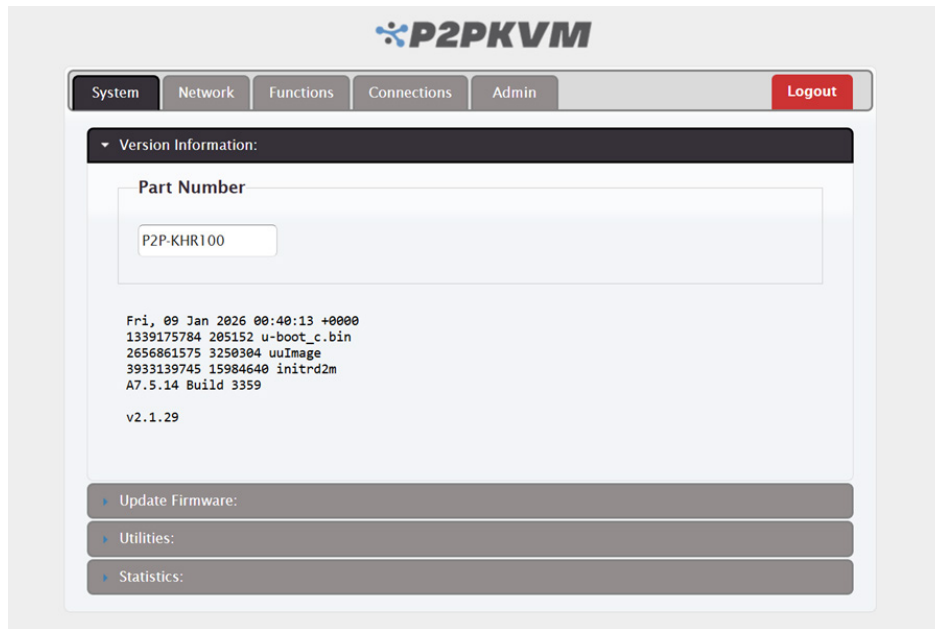 P2PKVM
System Network Functions Connections Admin Logout
Version Information:
Part Number
P2P-KHR100
Fri, 09 Jan 2026 00:40:13 +0000
1339175784 205152 u-boot_c.bin
2656861575 3250304 uuImage
3933139745 15984640 initrd2m
A7.5.14 Build 3359
v2.1.29
Update Firmware:
Utilities:
Statistics: